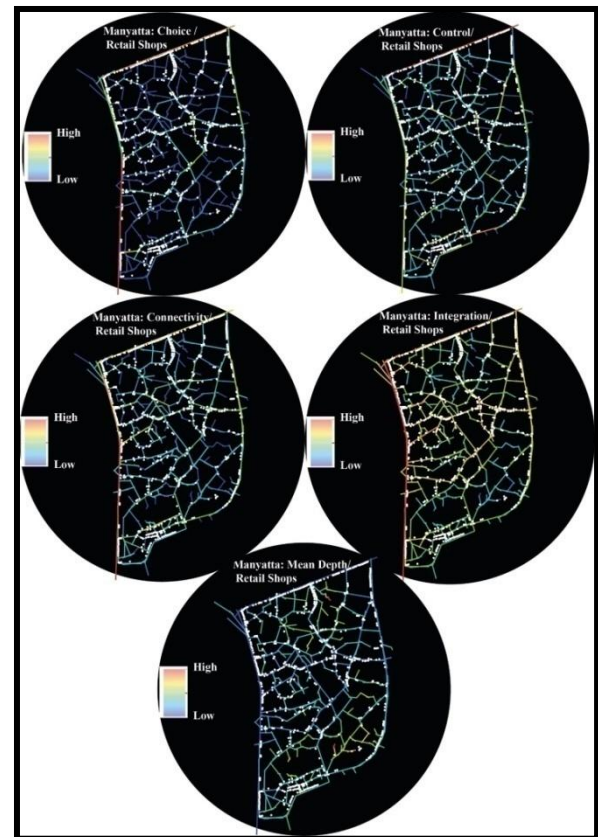 Manyatta: Choice /
Retail Shops
High
Low
Manyatta: Control/
Retail Shops
High
Low
Manyatta: Connectivity/
Retail Shops
High
Low
Manyatta: Integration/
Retail Shops
High
Low
Manyatta: Mean Depth/
Retail Shops
High
Low